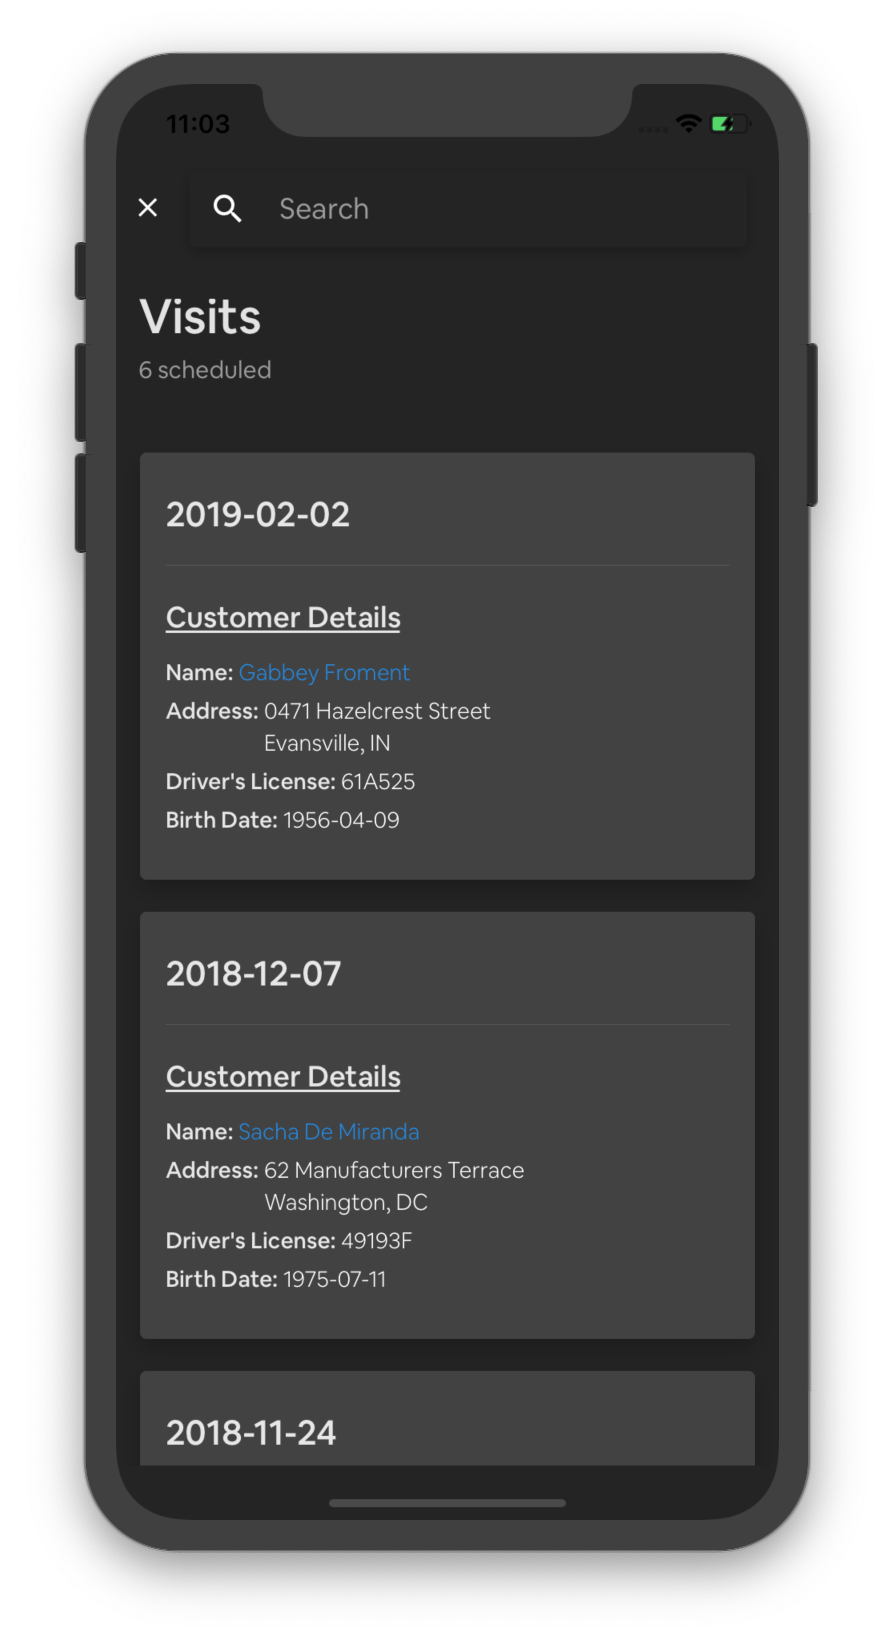 11:03
Search
Visits
6 scheduled
2019-02-02
Customer Details
Name: Gabbey Froment
Address: 0471 Hazelcrest Street
Evansville, IN
Driver's License: 61A525
Birth Date: 1956-04-09
2018-12-07
Customer Details
Name: Sacha De Miranda
Address: 62 Manufacturers Terrace
Washington, DC
Driver's License: 49193F
Birth Date: 1975-07-11
2018-11-24